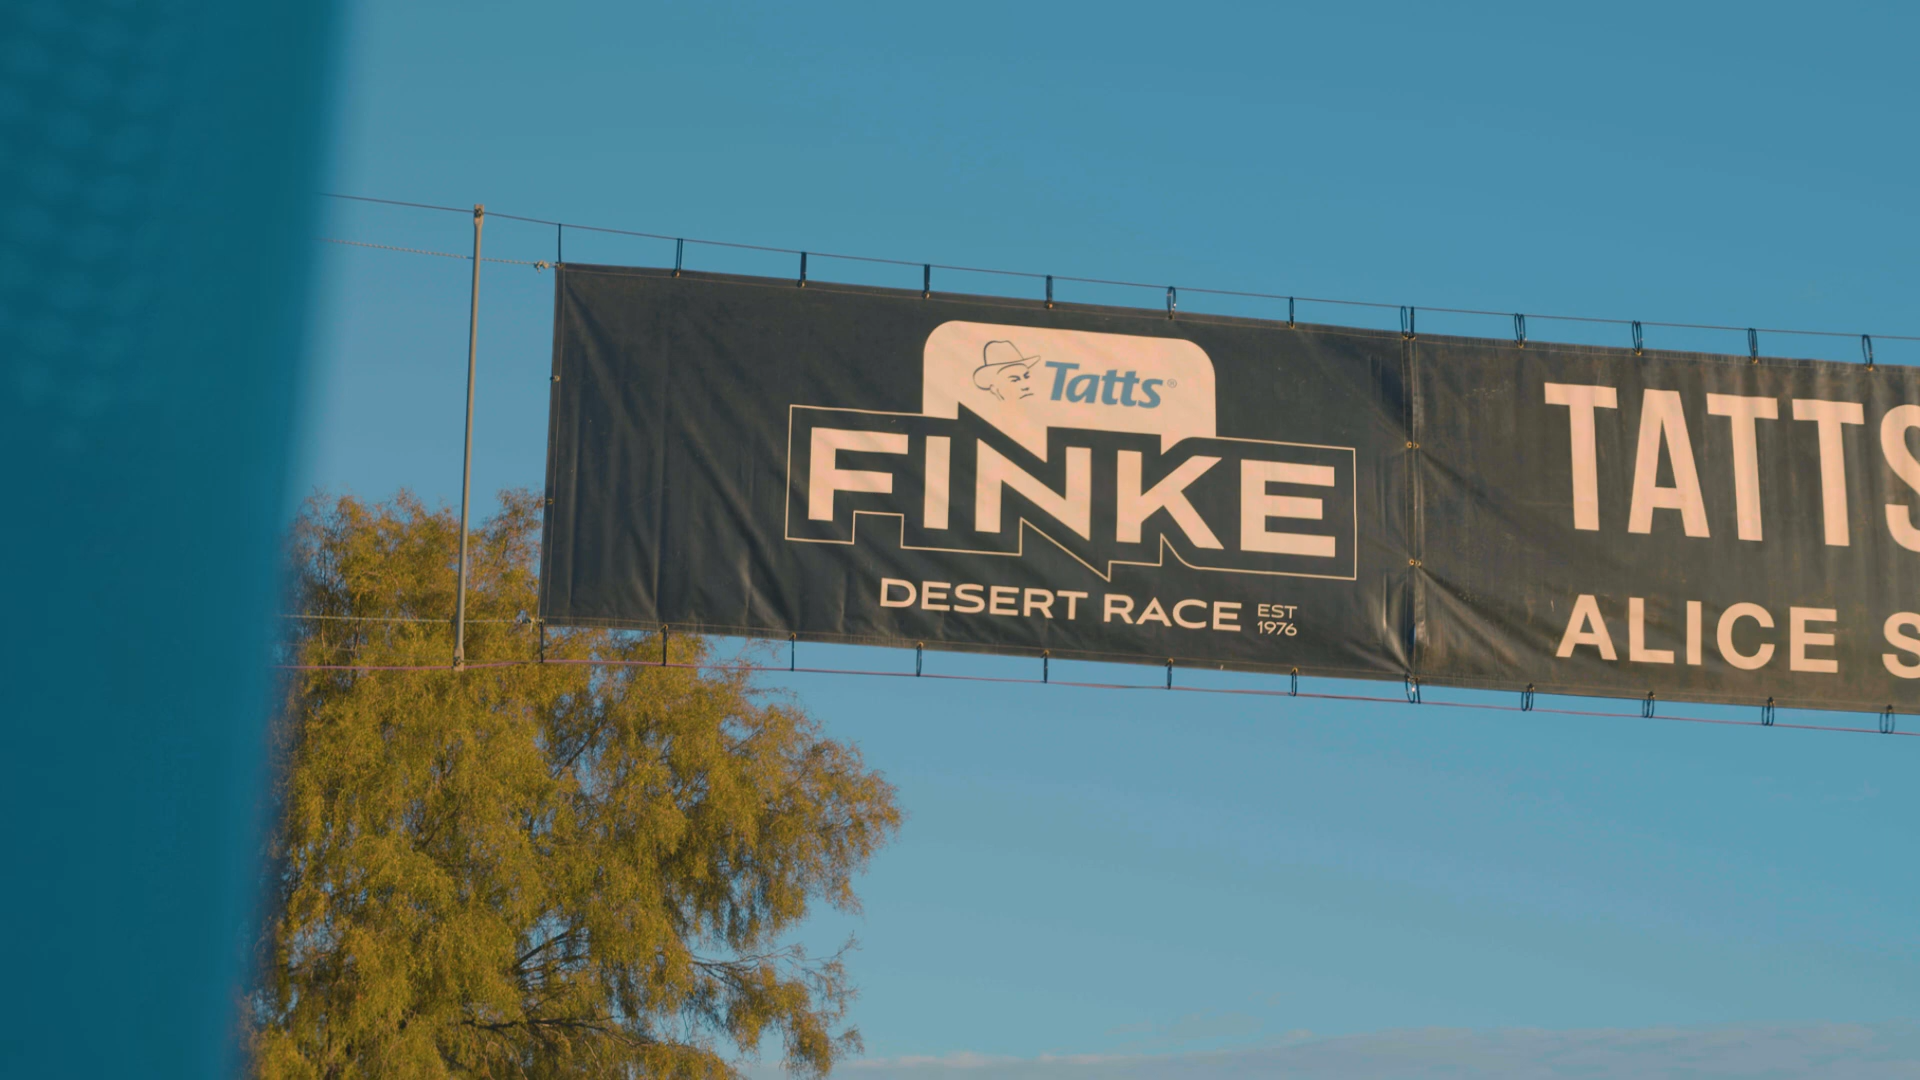 Tatts®
FINKE
DESERT RACE EST 1976
TATTS
ALICE S